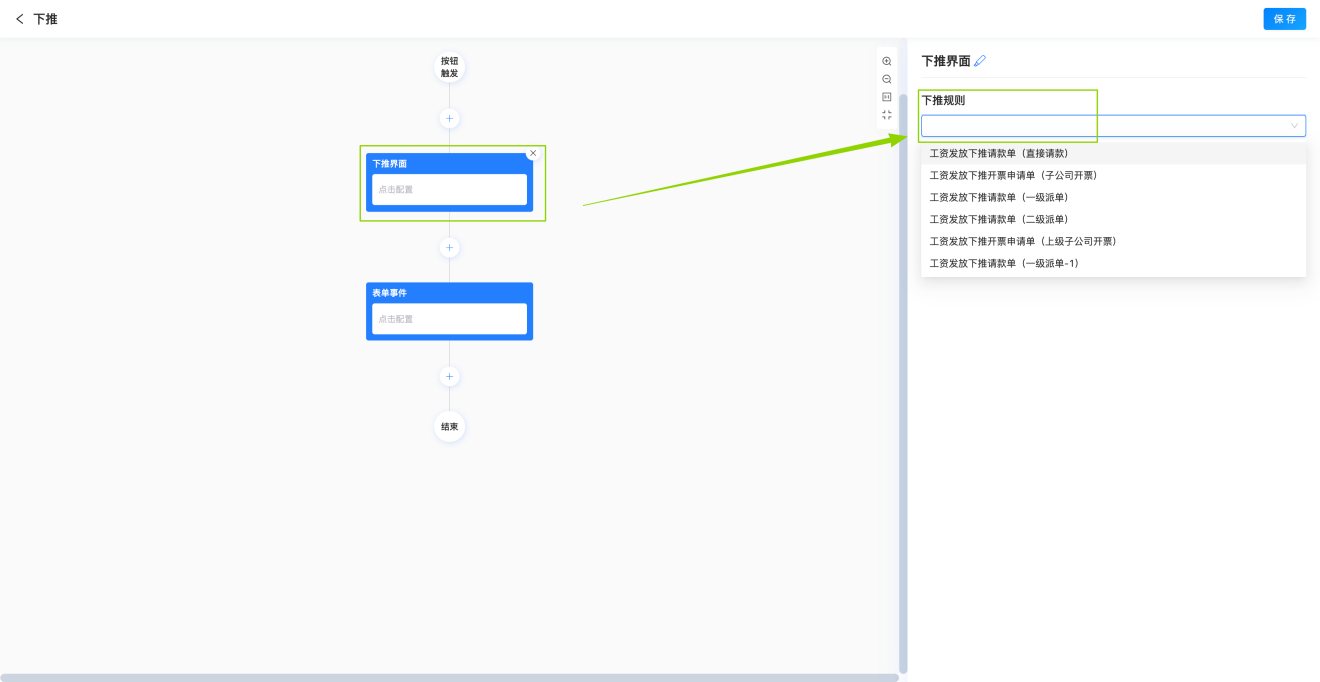 下推
保 存
按钮
触发
下推界面
点击配置
表单事件
点击配置
结束
下推界面
下推规则
工资发放下推请款单（直接请款）
工资发放下推开票申请单（子公司开票）
工资发放下推请款单（一级派单）
工资发放下推请款单（二级派单）
工资发放下推开票申请单（上级子公司开票）
工资发放下推请款单（一级派单-1）